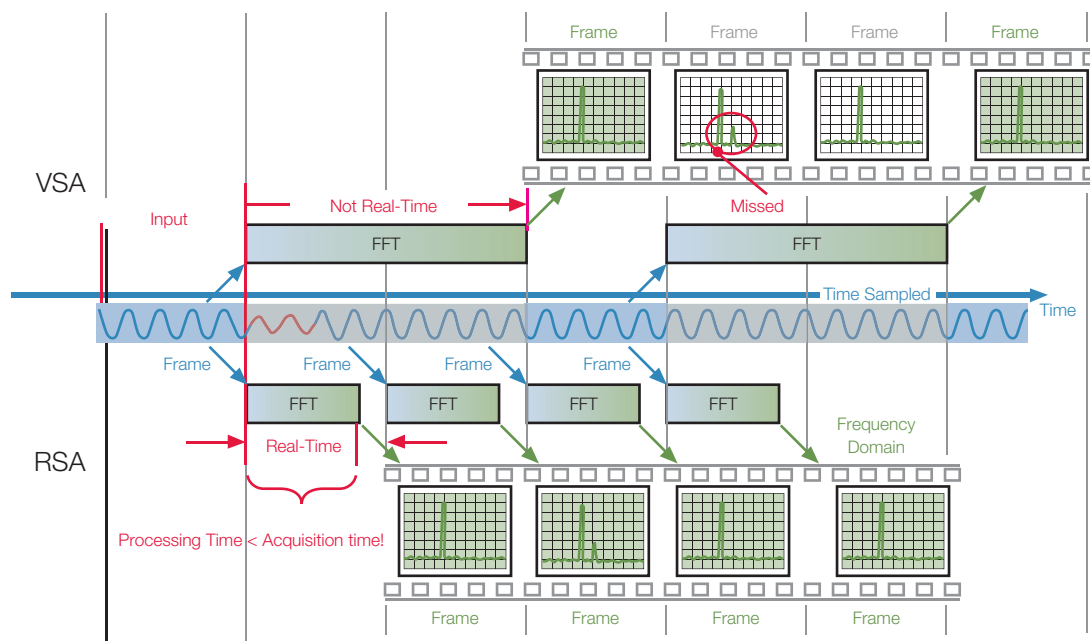 Frame
Frame
Frame
Frame
VSA
Input
Not Real-Time
Missed
FFT
FFT
Time Sampled
Time
Frame
Frame
Frame
Frame
FFT
FFT
FFT
FFT
Real-Time
Frequency
Domain
RSA
Processing Time < Acquisition time!
Frame
Frame
Frame
Frame